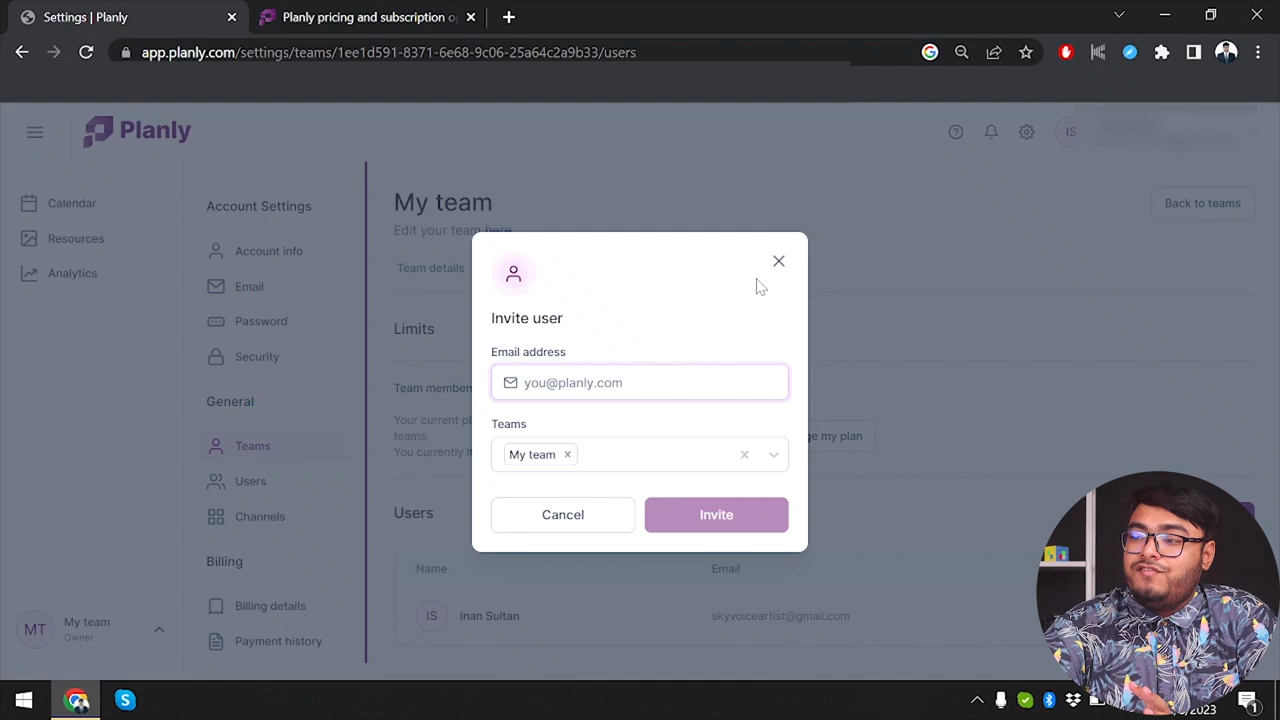 Settings | Planly
Planly pricing and subscription o
app.planly.com/settings/teams/1ee1d591-8371-6e68-9c06-25a64c2a9b33/users
Planly
IS
Calendar
Resources
Analytics
Account Settings
Account info
Email
Password
Security
General
Teams
Users
Channels
Billing
Billing details
Payment history
MT
My team
Owner
My team
Back to teams
Edit your team here
Team details
Limits
Team members
Your current pl
teams.
You currently h
ge my plan
Users
Name
Email
IS
Inan Sultan
skyvoiceartist@gmail.com
Invite user
Email address
you@planly.com
Teams
My team
Cancel
Invite
/2023
1